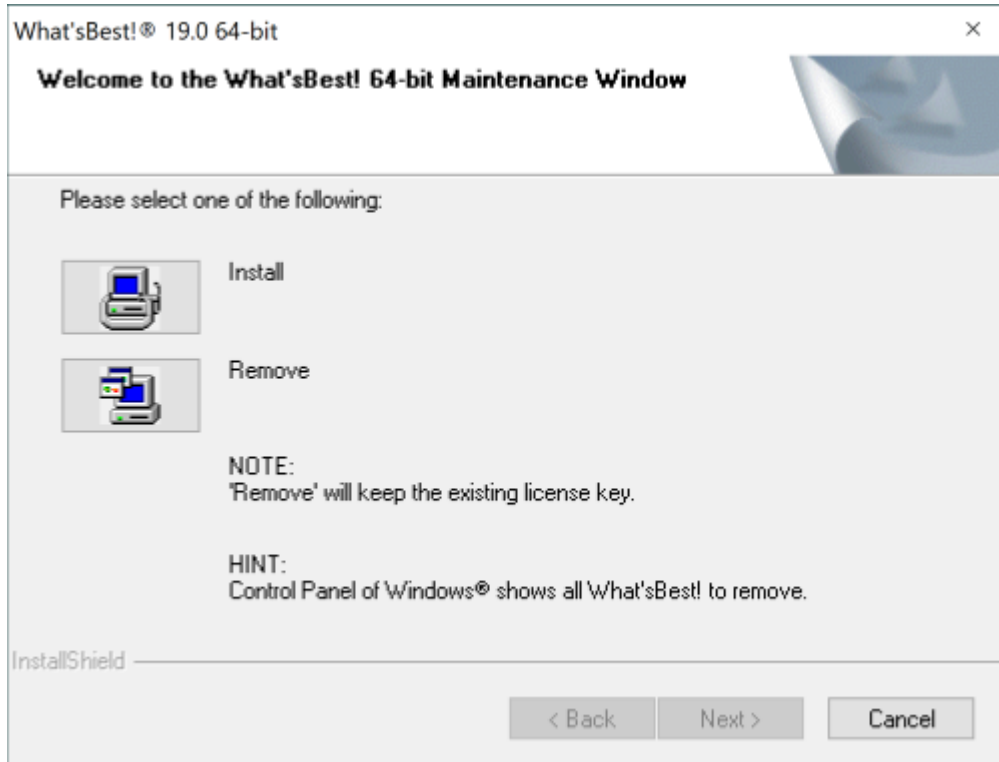 What'sBest!® 19.0 64-bit
Welcome to the What'sBest! 64-bit Maintenance Window
Please select one of the following:
Install
Remove
NOTE:
'Remove' will keep the existing license key.
HINT:
Control Panel of Windows® shows all What'sBest! to remove.
InstallShield
< Back Next > Cancel